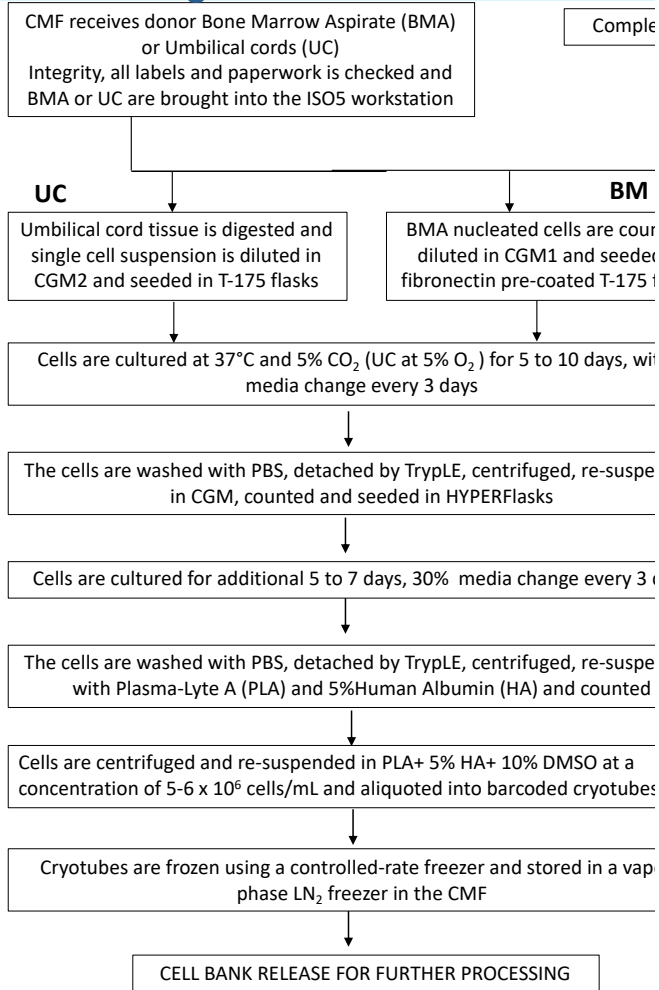 CMF receives donor Bone Marrow Aspirate (BMA)
or Umbilical cords (UC)
Integrity, all labels and paperwork is checked and
BMA or UC are brought into the ISO5 workstation
UC
BM
Umbilical cord tissue is digested and
single cell suspension is diluted in
CGM2 and seeded in T-175 flasks
BMA nucleated cells are
diluted in CGM1 and seeded
fibronectin pre-coated T-175
Cells are cultured at 37°C and 5% CO₂ (UC at 5% O₂ ) for 5 to 10 days,
media change every 3 days
The cells are washed with PBS, detached by TrypLE, centrifuged,
in CGM, counted and seeded in HYPERFlasks
Cells are cultured for additional 5 to 7 days, 30% media change every 3
The cells are washed with PBS, detached by TrypLE, centrifuged,
with Plasma-Lyte A (PLA) and 5%Human Albumin (HA) and counted
Cells are centrifuged and re-suspended in PLA+ 5% HA+ 10% DMSO at a
concentration of 5-6 x 10⁶ cells/mL and aliquoted into barcoded cryotubes
Cryotubes are frozen using a controlled-rate freezer and stored in a
phase LN₂ freezer in the CMF
CELL BANK RELEASE FOR FURTHER PROCESSING